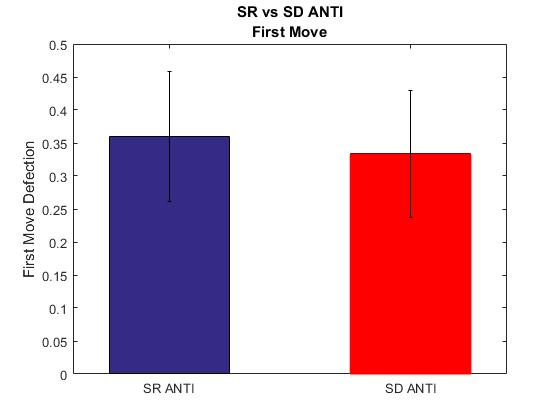 SR vs SD ANTI
First Move
0.5
0.45
0.4
0.35
0.3
0.25
0.2
0.15
0.1
0.05
0
First Move Defection
SR ANTI
SD ANTI